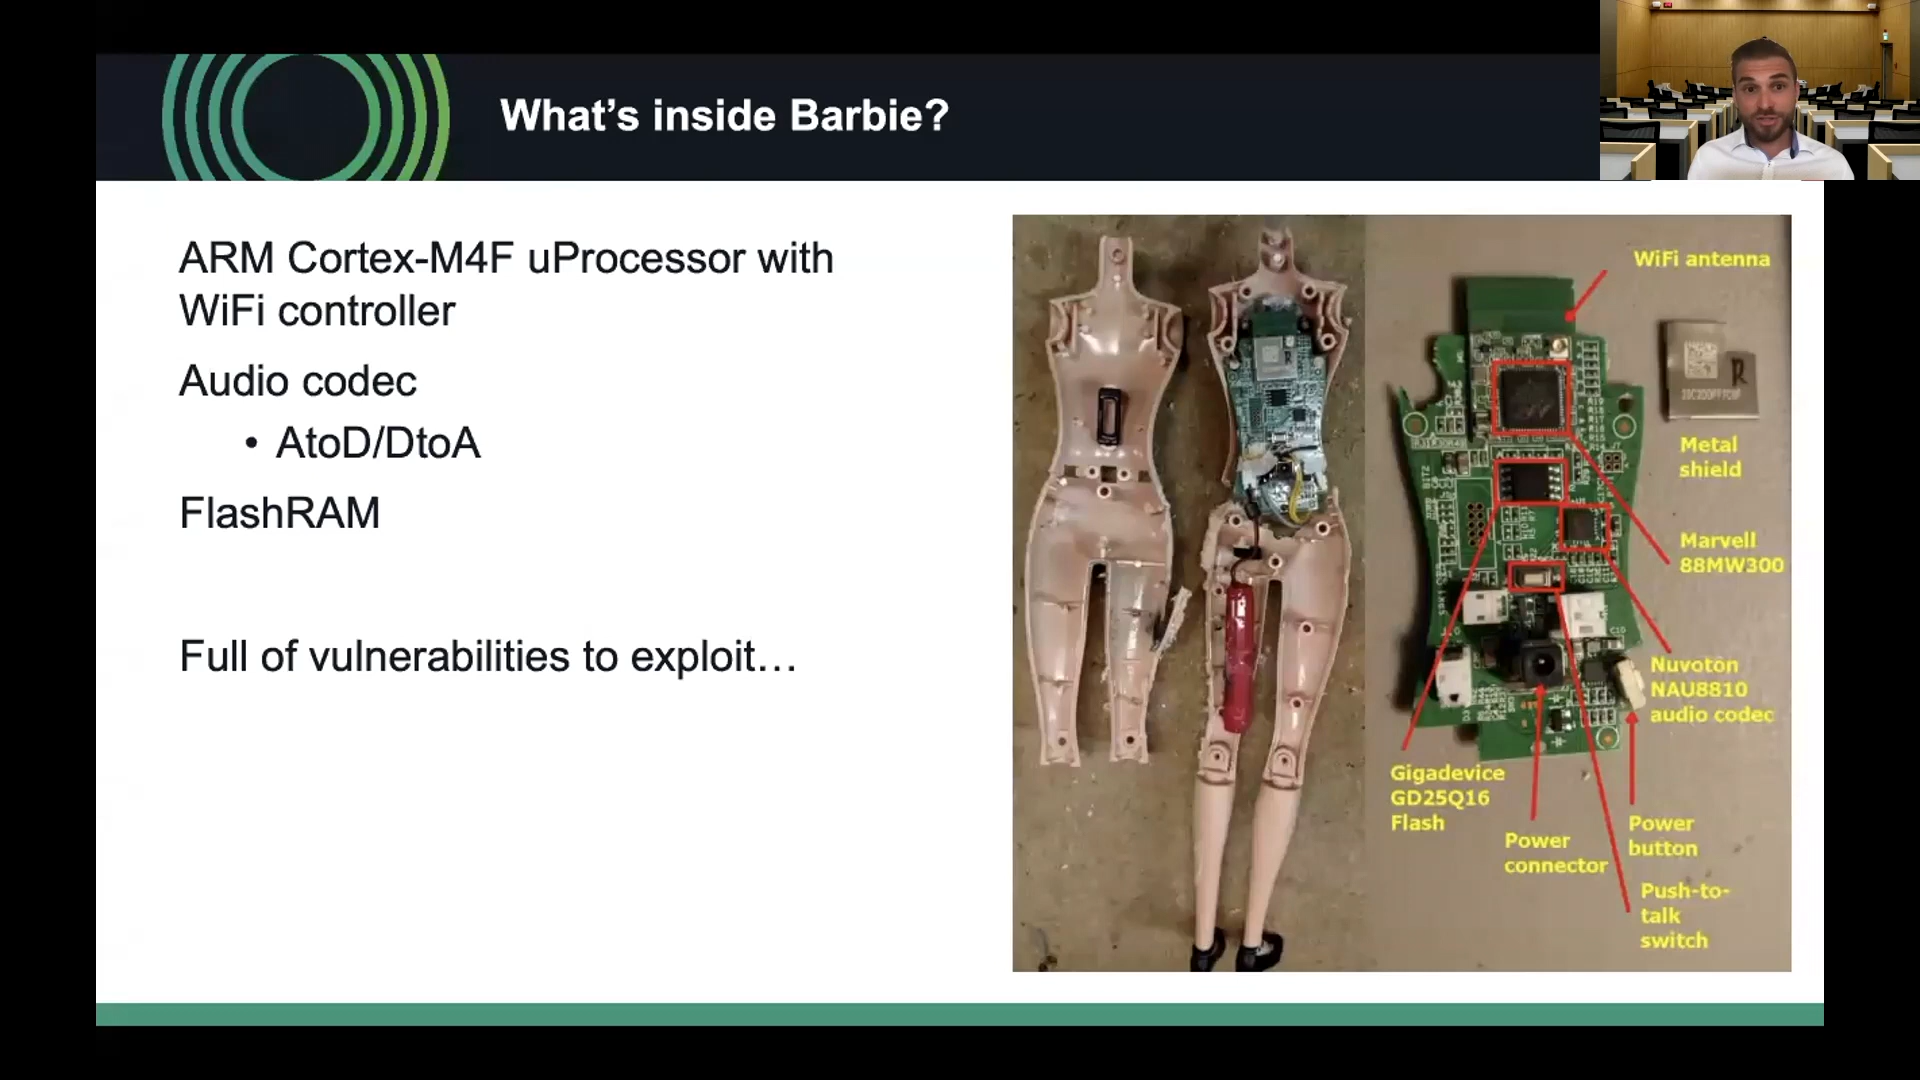 What's inside Barbie?
ARM Cortex-M4F uProcessor with
WiFi controller
Audio codec
• AtoD/DtoA
FlashRAM
Full of vulnerabilities to exploit…
WiFi antenna
R
Metal
shield
Marvell
88MW300
Nuvoton
NAU8810
audio codec
Gigadevice
GD25Q16
Flash
Power
connector
Power
button
Push-to-
talk
switch